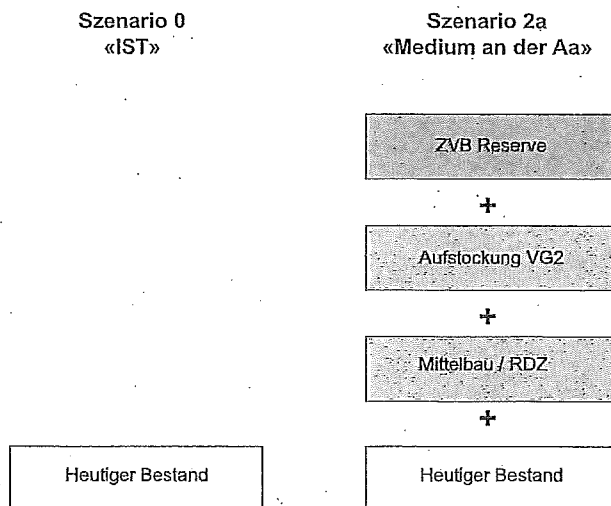 Szenario 0
«IST»
Szenario 2a
«Medium an der Aa»
ZVB Reserve
+
Aufstockung VG2
+
Mittelbau / RDZ
+
Heutiger Bestand
Heutiger Bestand